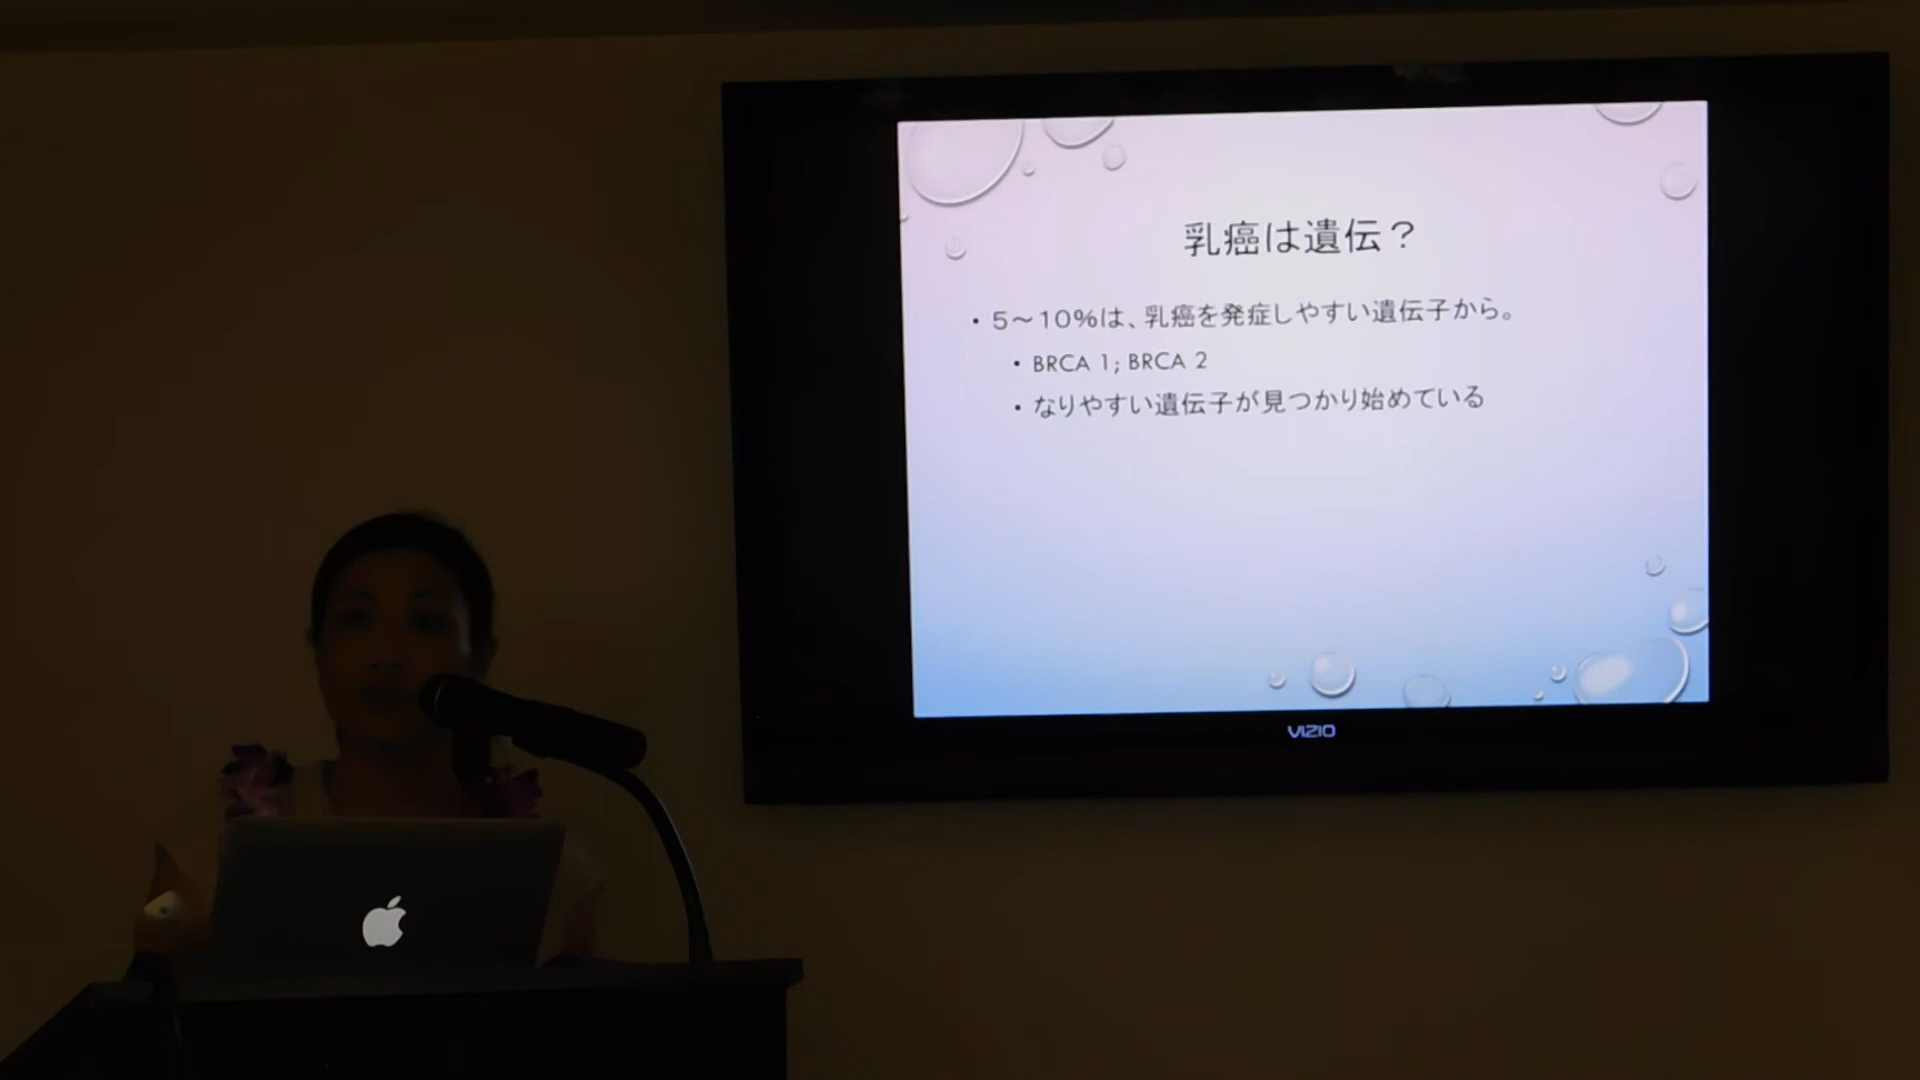 乳癌は遺伝？
・5～10%は、乳癌を発症しやすい遺伝子から。
・BRCA 1; BRCA 2
・なりやすい遺伝子が見つかり始めている
VIZIO